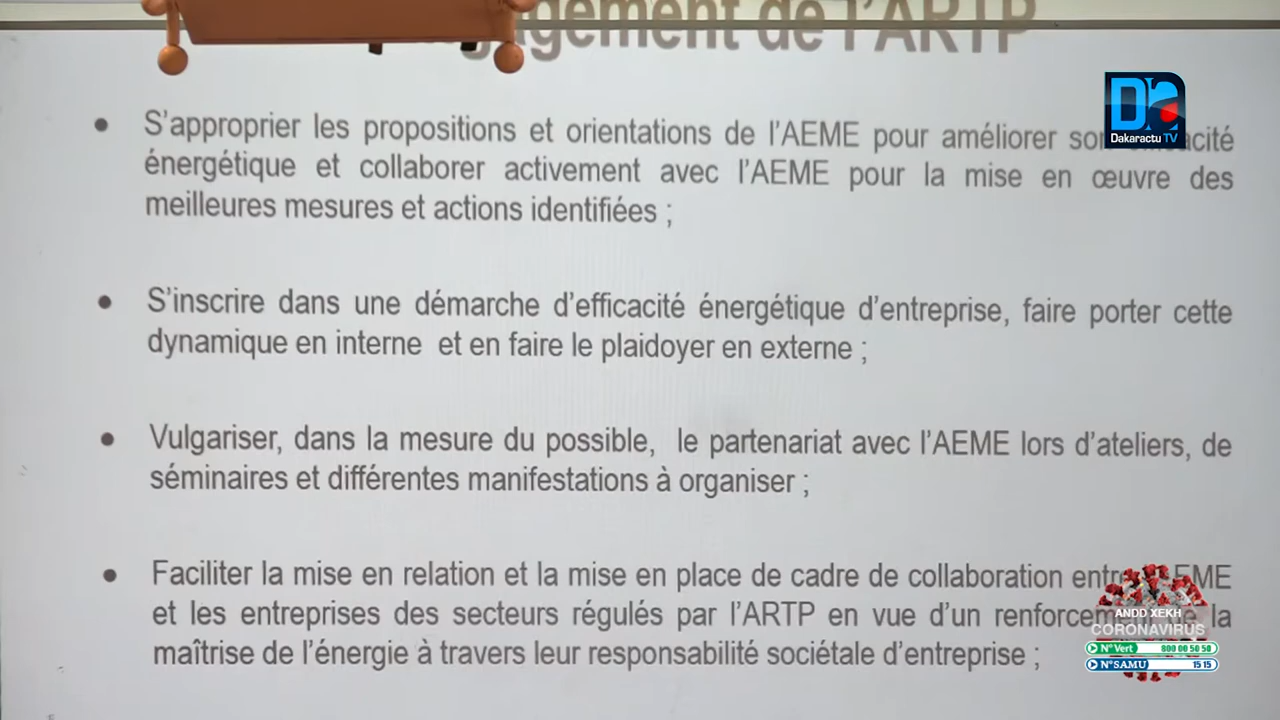 de l'ARTP
• S'approprier les propositions et orientations de l'AEME pour améliorer
énergétique et collaborer activement avec l'AEME pour la mise en œuvre des
meilleures mesures et actions identifiées ;
• S'inscrire dans une démarche d'efficacité énergétique d'entreprise, faire porter cette
dynamique en interne et en faire le plaidoyer en externe ;
• Vulgariser, dans la mesure du possible, le partenariat avec l'AEME lors d'ateliers, de
séminaires et différentes manifestations à organiser ;
• Faciliter la mise en relation et la mise en place de cadre de collaboration
et les entreprises des secteurs régulés par l'ARTP en vue d'un la
maîtrise de l'énergie à travers leur responsabilité sociétale d'entreprise ;
Dakaractu TV
ANDD XEKH
CORONAVIRUS
N° Vert 800 00 50 50
N° SAMU 15 15